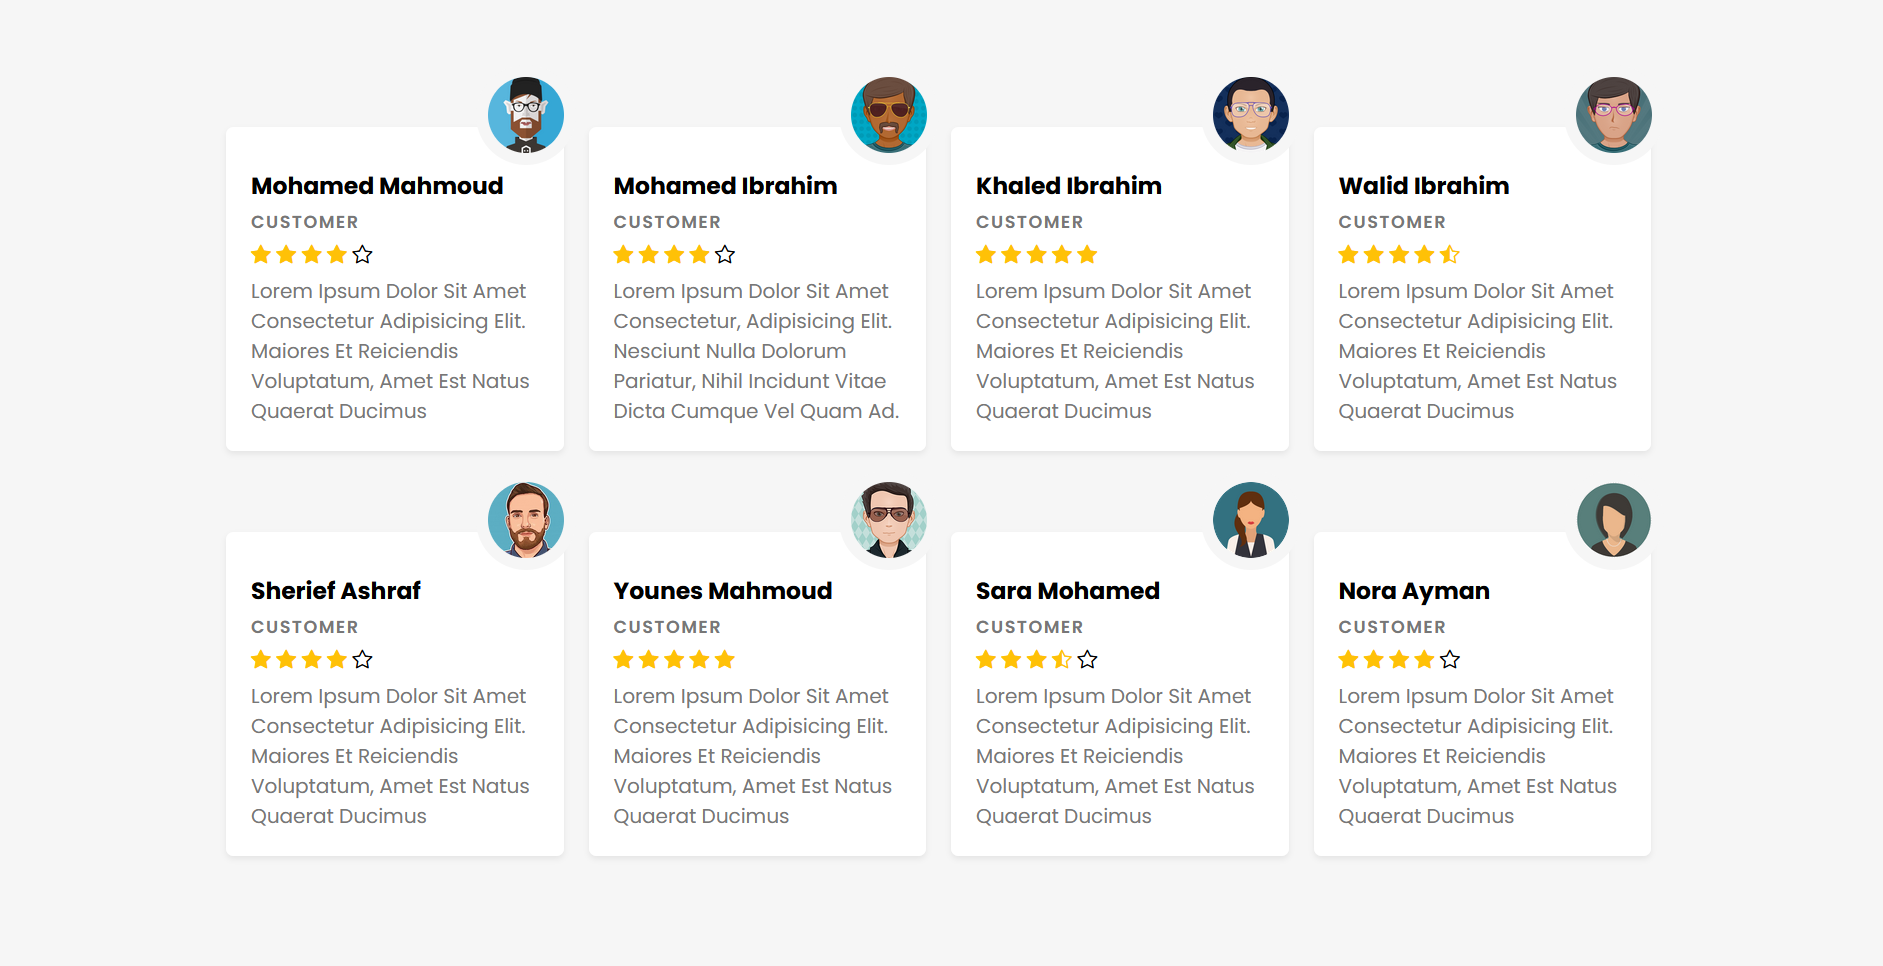 Mohamed Mahmoud
CUSTOMER
Lorem Ipsum Dolor Sit Amet
Consectetur Adipisicing Elit.
Maiores Et Reiciendis
Voluptatum, Amet Est Natus
Quaerat Ducimus
Mohamed Ibrahim
CUSTOMER
Lorem Ipsum Dolor Sit Amet
Consectetur, Adipisicing Elit.
Nesciunt Nulla Dolorum
Pariatur, Nihil Incidunt Vitae
Dicta Cumque Vel Quam Ad.
Khaled Ibrahim
CUSTOMER
Lorem Ipsum Dolor Sit Amet
Consectetur Adipisicing Elit.
Maiores Et Reiciendis
Voluptatum, Amet Est Natus
Quaerat Ducimus
Walid Ibrahim
CUSTOMER
Lorem Ipsum Dolor Sit Amet
Consectetur Adipisicing Elit.
Maiores Et Reiciendis
Voluptatum, Amet Est Natus
Quaerat Ducimus
Sherief Ashraf
CUSTOMER
Lorem Ipsum Dolor Sit Amet
Consectetur Adipisicing Elit.
Maiores Et Reiciendis
Voluptatum, Amet Est Natus
Quaerat Ducimus
Younes Mahmoud
CUSTOMER
Lorem Ipsum Dolor Sit Amet
Consectetur Adipisicing Elit.
Maiores Et Reiciendis
Voluptatum, Amet Est Natus
Quaerat Ducimus
Sara Mohamed
CUSTOMER
Lorem Ipsum Dolor Sit Amet
Consectetur Adipisicing Elit.
Maiores Et Reiciendis
Voluptatum, Amet Est Natus
Quaerat Ducimus
Nora Ayman
CUSTOMER
Lorem Ipsum Dolor Sit Amet
Consectetur Adipisicing Elit.
Maiores Et Reiciendis
Voluptatum, Amet Est Natus
Quaerat Ducimus